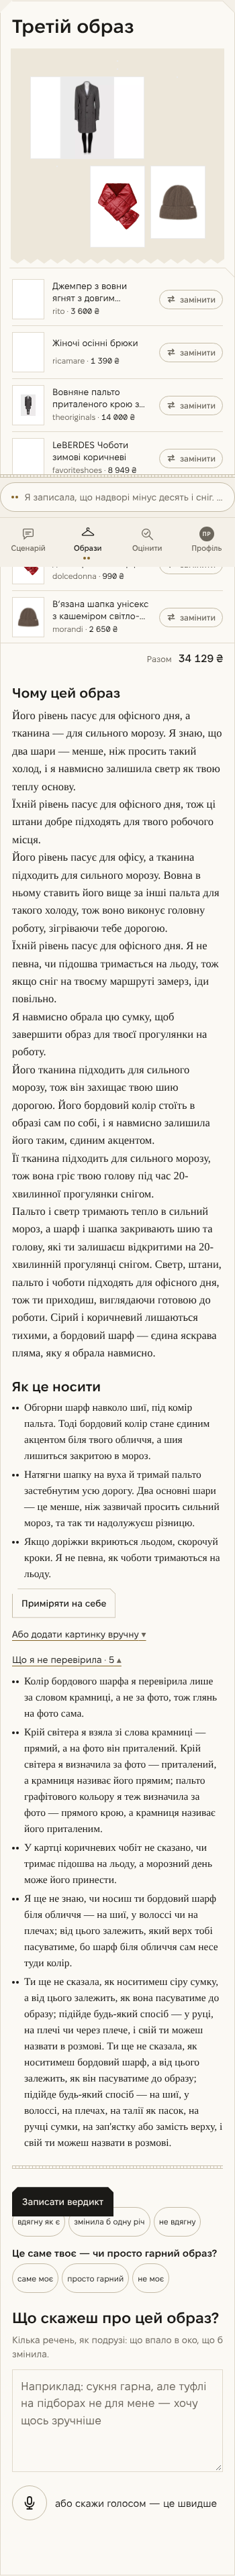 Третій образ
Джемпер з вовни
ягнят з довгим...
rito · 3 600 ₴
замінити
Жіночі осінні брюки
ricamare · 1 390 ₴
замінити
Вовняне пальто
приталеного крою з...
theoriginals · 14 000 ₴
замінити
LeBERDES Чоботи
зимові коричневі
favoriteshoes · 8 949 ₴
замінити
Я записала, що надворі мінус десять і сніг. ...
Сценарій
Образи
Оцінити
ПР
Профіль
dolcedonna · 990 ₴
В'язана шапка унісекс
з кашеміром світло-...
morandi · 2 650 ₴
замінити
Разом 34 129 ₴
Чому цей образ
Його рівень пасує для офісного дня, а
тканина — для сильного морозу. Я знаю, що
два шари — менше, ніж просить такий
холод, і я навмисно залишила светр як твою
теплу основу.
Їхній рівень пасує для офісного дня, тож ці
штани добре підходять для твого робочого
місця.
Його рівень пасує для офісу, а тканина
підходить для сильного морозу. Вовна в
ньому ставить його вище за інші пальта для
такого холоду, тож воно виконує головну
роботу, зігріваючи тебе дорогою.
Їхній рівень пасує для офісного дня. Я не
певна, чи підошва тримається на льоду, тож
якщо сніг на твоєму маршруті замерз, іди
повільно.
Я навмисно обрала цю сумку, щоб
завершити образ для твоєї прогулянки на
роботу.
Його тканина підходить для сильного
морозу, тож він захищає твою шию
дорогою. Його бордовий колір стоїть в
образі сам по собі, і я навмисно залишила
його таким, єдиним акцентом.
Її тканина підходить для сильного морозу,
тож вона гріє твою голову під час 20-
хвилинної прогулянки снігом.
Пальто і светр тримають тепло в сильний
мороз, а шарф і шапка закривають шию та
голову, які ти залишаєш відкритими на 20-
хвилинній прогулянці снігом. Светр, штани,
пальто і чоботи підходять для офісного дня,
тож ти приходиш, виглядаючи готовою до
роботи. Сірий і коричневий лишаються
тихими, а бордовий шарф — єдина яскрава
пляма, яку я обрала навмисно.
Як це носити
Обгорни шарф навколо шиї, під комір
пальта. Тоді бордовий колір стане єдиним
акцентом біля твого обличчя, а шия
лишиться закритою в мороз.
Натягни шапку на вуха й тримай пальто
застебнутим усю дорогу. Два основні шари
— це менше, ніж зазвичай просить сильний
мороз, та так ти надолужуєш різницю.
Якщо доріжки вкриються льодом, скорочуй
кроки. Я не певна, як чоботи тримаються на
льоду.
Приміряти на себе
Або додати картинку вручну ▾
Що я не перевірила · 5 ▴
Колір бордового шарфа я перевірила лише
за словом крамниці, а не за фото, тож глянь
на фото сама.
Крій світера я взяла зі слова крамниці —
прямий, а на фото він приталений. Крій
світера я визначила за фото — приталений,
а крамниця називає його прямим; пальто
графітового кольору я теж визначила за
фото — прямого крою, а крамниця називає
його приталеним.
У картці коричневих чобіт не сказано, чи
тримає підошва на льоду, а морозний день
може його принести.
Я ще не знаю, чи носиш ти бордовий шарф
біля обличчя — на шиї, у волоссі чи на
плечах; від цього залежить, який верх тобі
пасуватиме, бо шарф біля обличчя сам несе
туди колір.
Ти ще не сказала, як носитимеш сіру сумку,
а від цього залежить, як вона пасуватиме до
образу; підійде будь-який спосіб — у руці,
на плечі чи через плече, і свій ти можеш
назвати в розмові. Ти ще не сказала, як
носитимеш бордовий шарф, а від цього
залежить, як він пасуватиме до образу;
підійде будь-який спосіб — на шиї, у
волоссі, на плечах, на талії як пасок, на
ручці сумки, на зап'ястку або замість верху, і
свій ти можеш назвати в розмові.
Записати вердикт
вдягну як є
змінила б одну річ
не вдягну
Це саме твоє — чи просто гарний образ?
саме моє
просто гарний
не моє
Що скажеш про цей образ?
Кілька речень, як подрузі: що впало в око, що б
змінила.
Наприклад: сукня гарна, але туфлі
на підборах не для мене — хочу
щось зручніше
або скажи голосом — це швидше